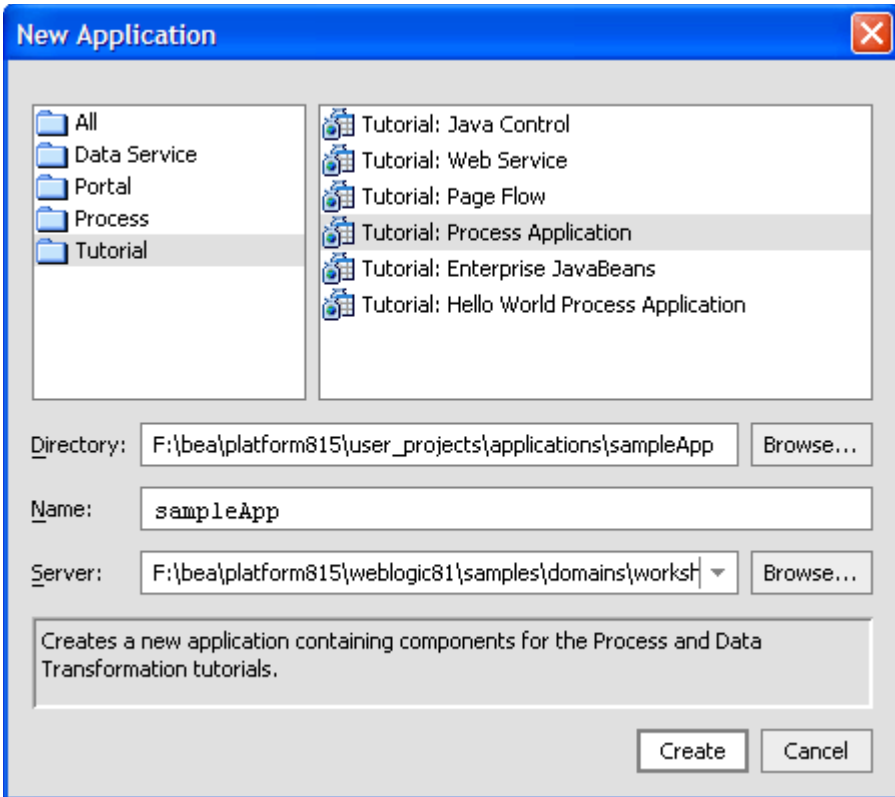 New Application
All
Data Service
Portal
Process
Tutorial
Tutorial: Java Control
Tutorial: Web Service
Tutorial: Page Flow
Tutorial: Process Application
Tutorial: Enterprise JavaBeans
Tutorial: Hello World Process Application
Directory: F:\bea\platform815\user_projects\applications\sampleApp Browse...
Name: sampleApp
Server: F:\bea\platform815\weblogic81\samples\domains\worksh Browse...
Creates a new application containing components for the Process and Data
Transformation tutorials.
Create Cancel